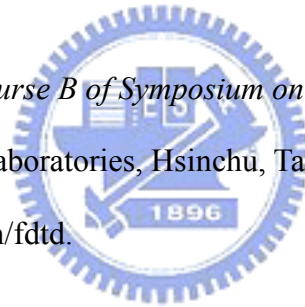 urse B of Symposium on
aboratories, Hsinchu, Ta
1896
/fdtd.